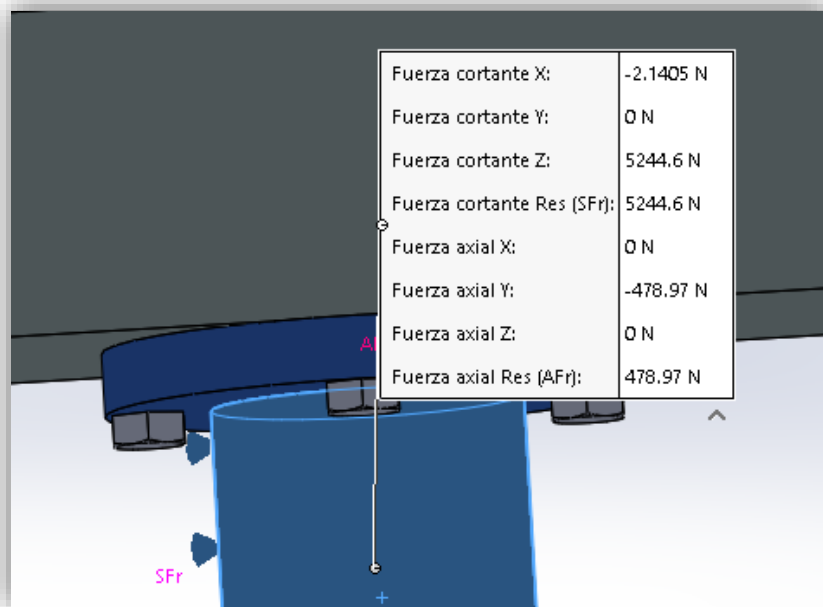 Fuerza cortante X: -2.1405 N
Fuerza cortante Y: 0 N
Fuerza cortante Z: 5244.6 N
Fuerza cortante Res (SFr): 5244.6 N
Fuerza axial X: 0 N
Fuerza axial Y: -478.97 N
Fuerza axial Z: 0 N
Fuerza axial Res (AFr): 478.97 N
SFr